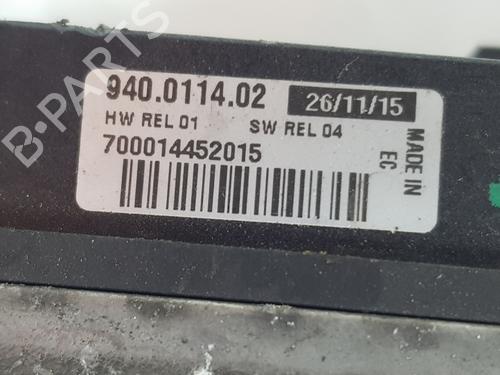 B-PARTS
940.0114.02 26/11/15
HW REL 01 SW REL 04
700014452015
MADE IN
EC